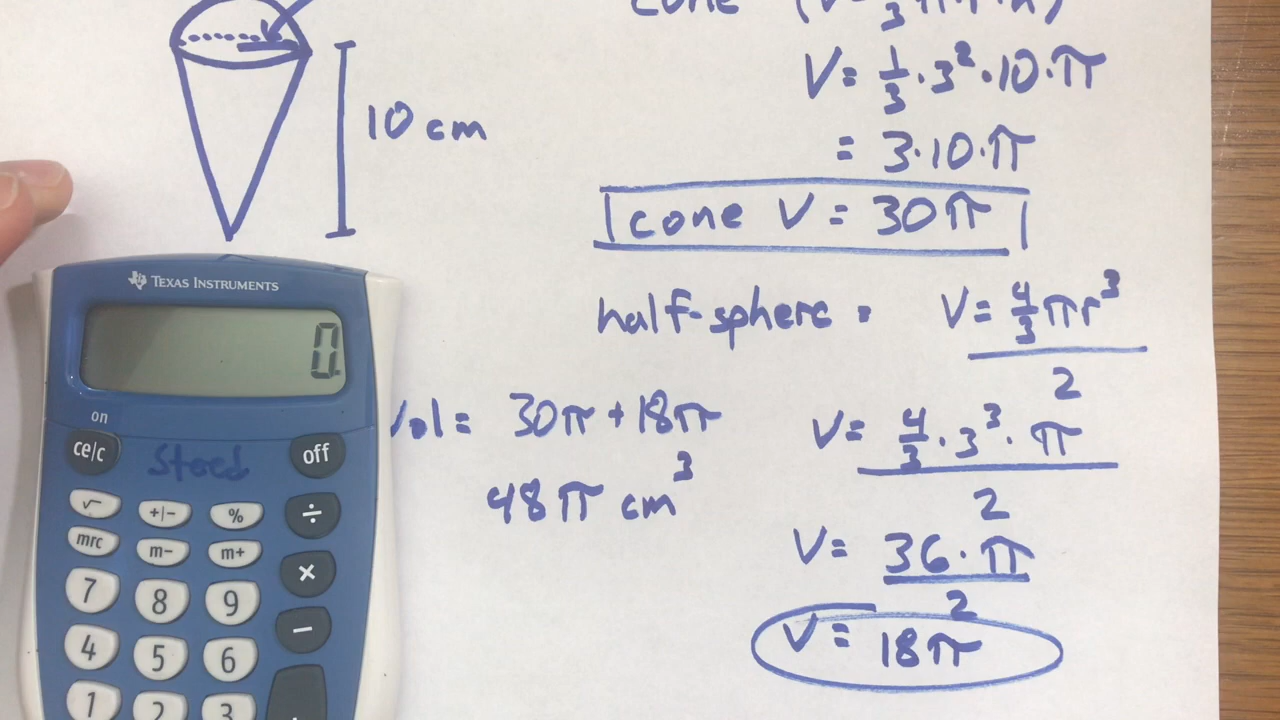 cone (V=
V= 1/3 · 3² · 10 · π
10 cm
= 3 · 10 · π
cone V = 30π
half-sphere = V= 4/3 πr³
2
V= 4/3 · 3³ · π
2
V= 36 · π
2
V= 18π
Vol = 30π + 18π
48π cm³
TEXAS INSTRUMENTS
0.
on
ce/c
off
√
+/-
%
÷
mrc
m-
m+
×
7
8
9
−
4
5
6
1
2
3